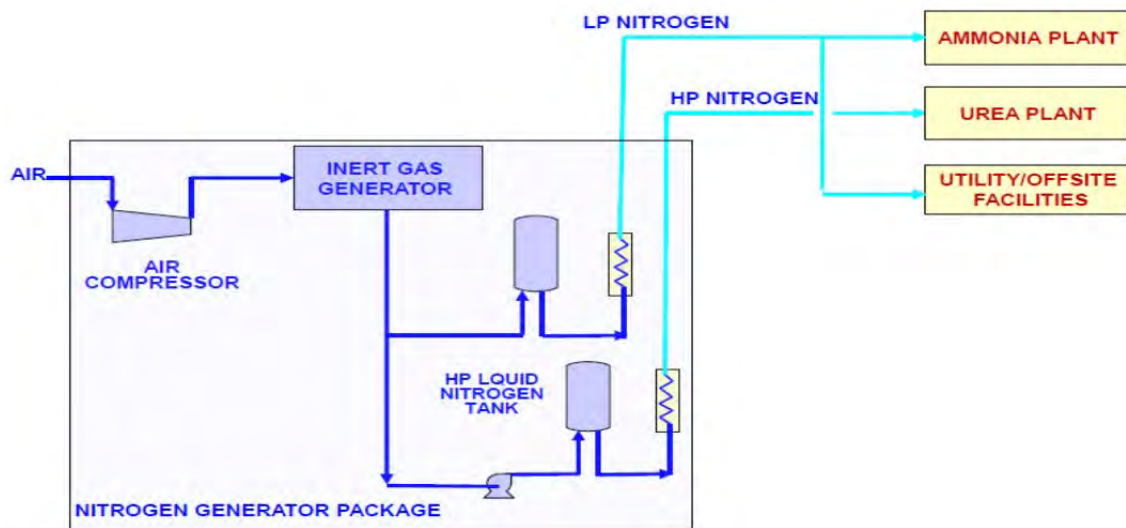 LP NITROGEN
AMMONIA PLANT
HP NITROGEN
UREA PLANT
AIR
INERT GAS
GENERATOR
UTILITY/OFFSITE
FACILITIES
AIR
COMPRESSOR
HP LQUID
NITROGEN
TANK
NITROGEN GENERATOR PACKAGE